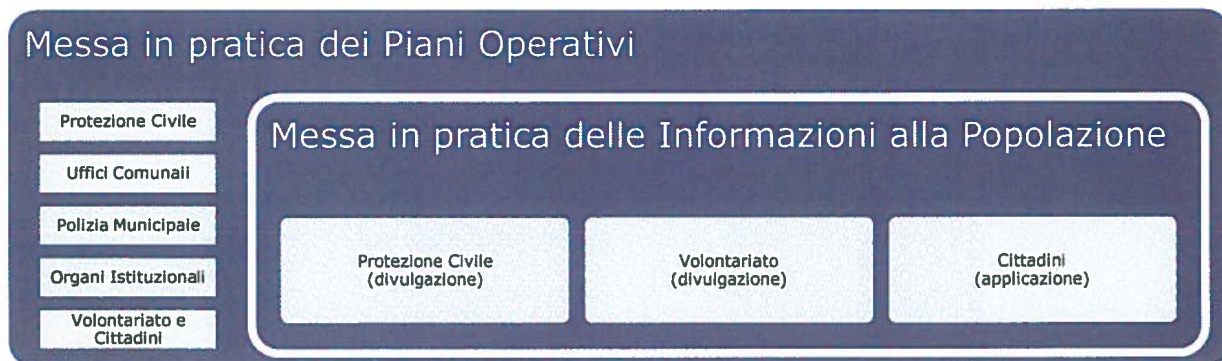 Messa in pratica dei Piani Operativi
Protezione Civile
Uffici Comunali
Polizia Municipale
Organi Istituzionali
Volontariato e
Cittadini
Messa in pratica delle Informazioni alla Popolazione
Protezione Civile
(divulgazione)
Volontariato
(divulgazione)
Cittadini
(applicazione)